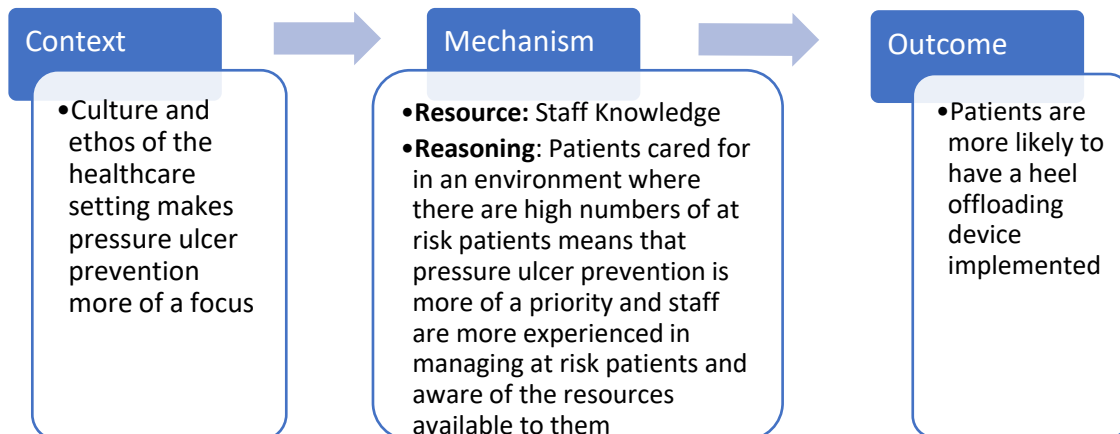 Context
•Culture and
ethos of the
healthcare
setting makes
pressure ulcer
prevention
more of a focus
Mechanism
•Resource: Staff Knowledge
•Reasoning: Patients cared for
in an environment where
there are high numbers of at
risk patients means that
pressure ulcer prevention is
more of a priority and staff
are more experienced in
managing at risk patients and
aware of the resources
available to them
Outcome
•Patients are
more likely to
have a heel
offloading
device
implemented